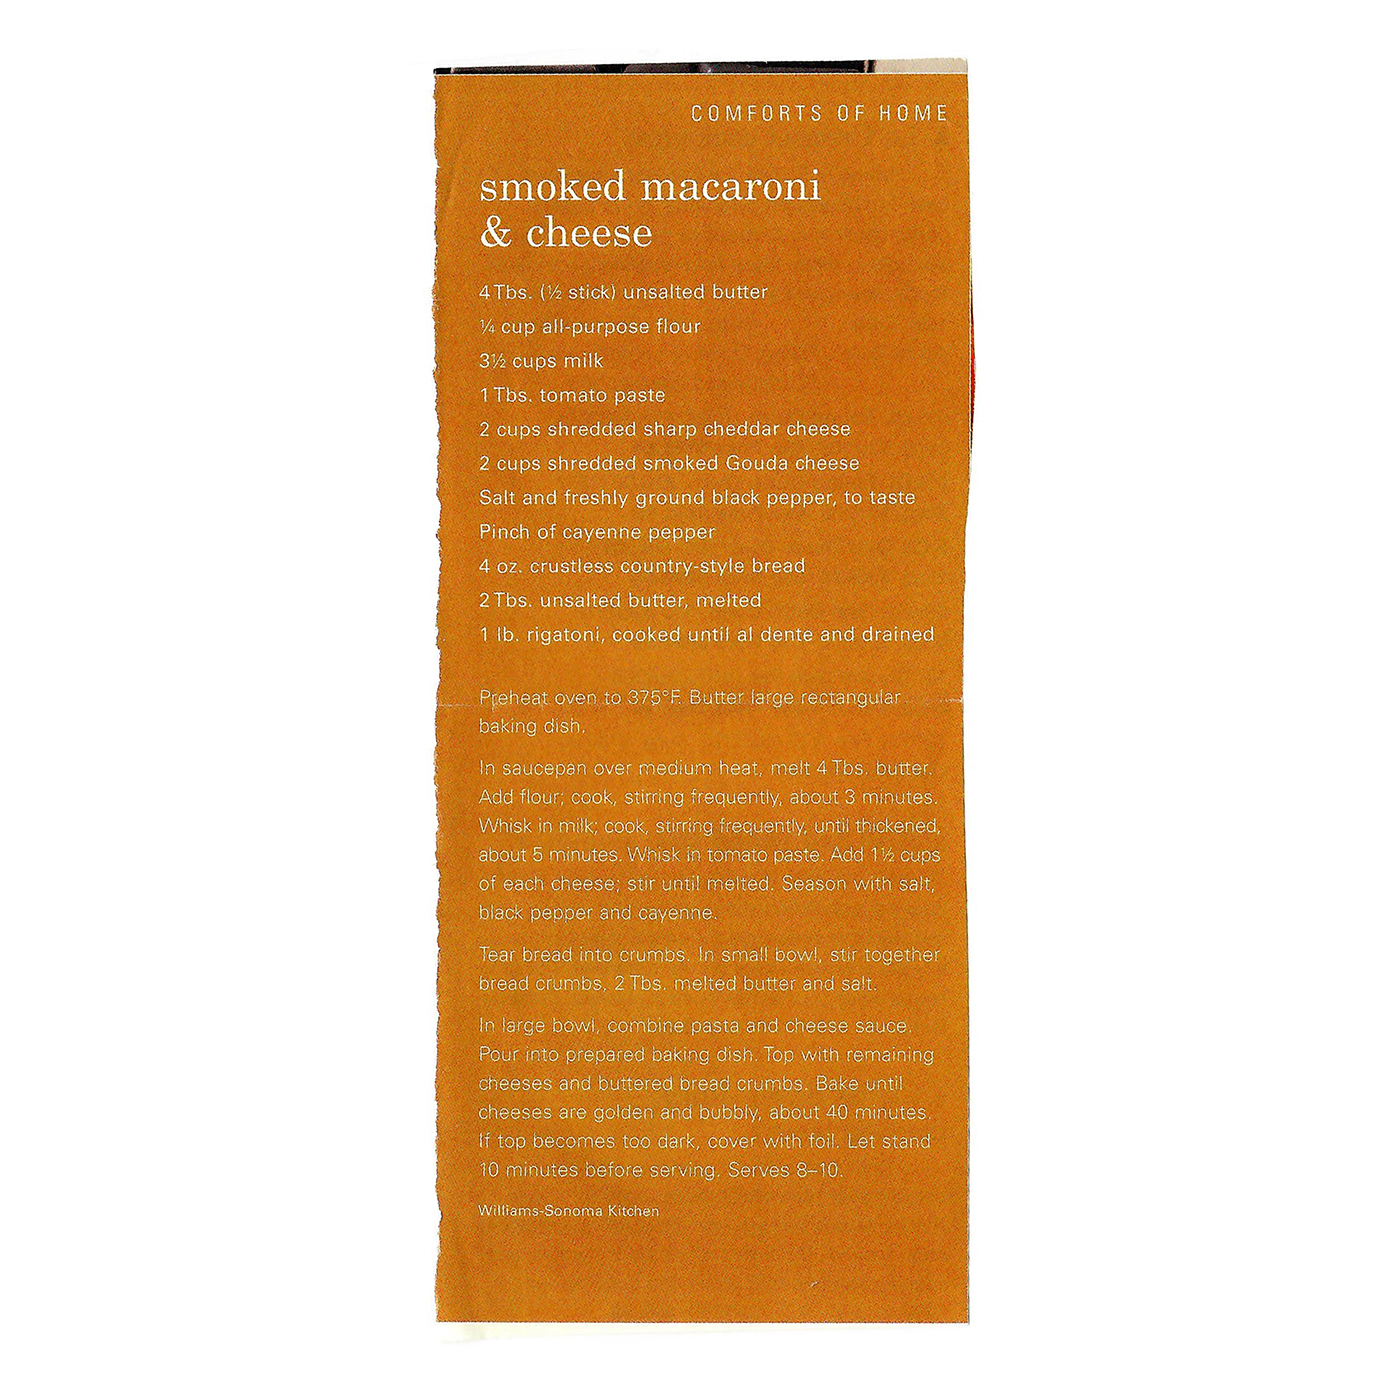 COMFORTS OF HOME
smoked macaroni
& cheese
4 Tbs. (½ stick) unsalted butter
¼ cup all-purpose flour
3½ cups milk
1 Tbs. tomato paste
2 cups shredded sharp cheddar cheese
2 cups shredded smoked Gouda cheese
Salt and freshly ground black pepper, to taste
Pinch of cayenne pepper
4 oz. crustless country-style bread
2 Tbs. unsalted butter, melted
1 lb. rigatoni, cooked until al dente and drained
Preheat oven to 375°F. Butter large rectangular
baking dish.
In saucepan over medium heat, melt 4 Tbs. butter.
Add flour; cook, stirring frequently, about 3 minutes.
Whisk in milk; cook, stirring frequently, until thickened,
about 5 minutes. Whisk in tomato paste. Add 1½ cups
of each cheese; stir until melted. Season with salt,
black pepper and cayenne.
Tear bread into crumbs. In small bowl, stir together
bread crumbs, 2 Tbs. melted butter and salt.
In large bowl, combine pasta and cheese sauce.
Pour into prepared baking dish. Top with remaining
cheeses and buttered bread crumbs. Bake until
cheeses are golden and bubbly, about 40 minutes.
If top becomes too dark, cover with foil. Let stand
10 minutes before serving. Serves 8–10.
Williams-Sonoma Kitchen